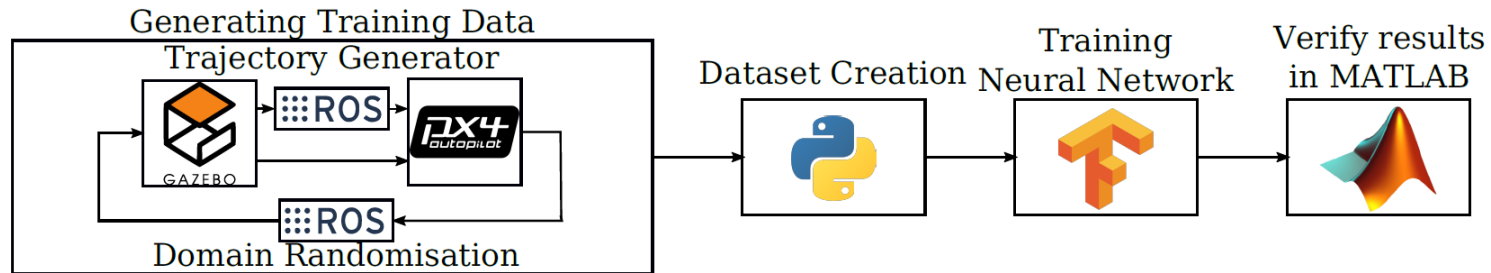 Generating Training Data
Trajectory Generator
ROS
GAZEBO
px4
autopilot
ROS
Domain Randomisation
Dataset Creation
Training
Neural Network
Verify results
in MATLAB